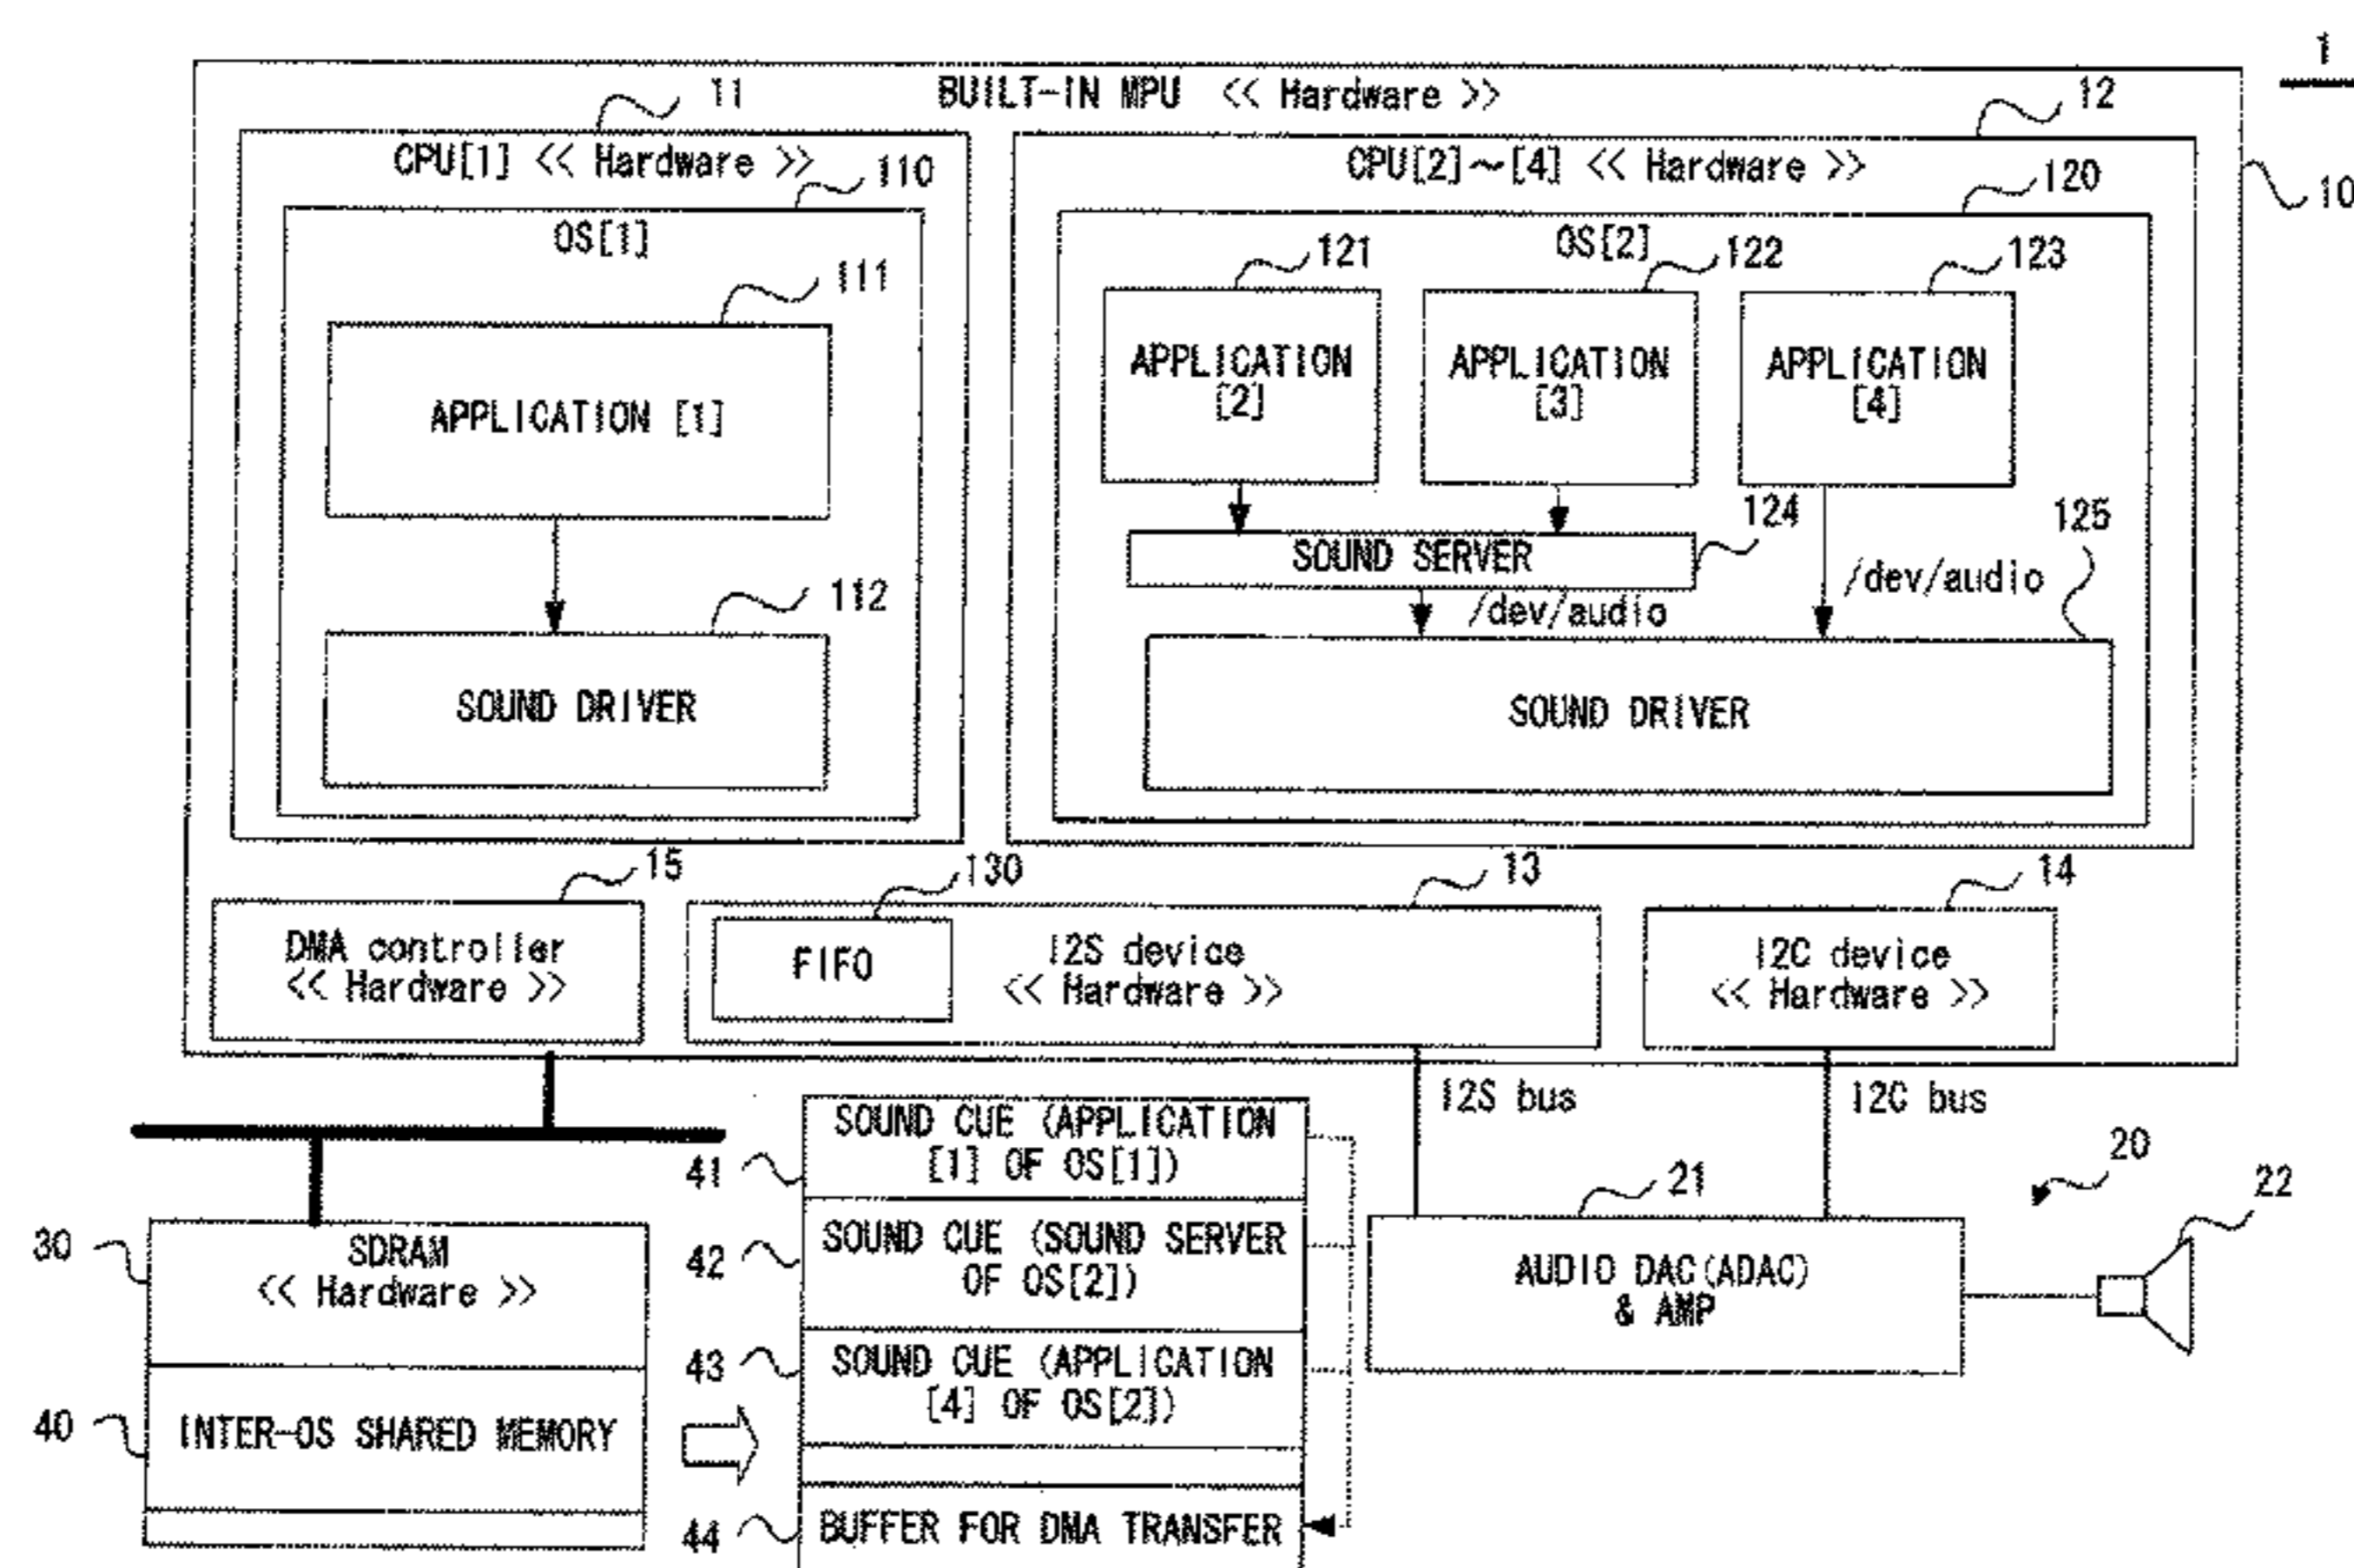 1
BUILT-IN MPU << Hardware >>
11
12
10
CPU[1] << Hardware >>
110
OS[1]
111
APPLICATION [1]
112
SOUND DRIVER
CPU[2]~[4] << Hardware >>
120
OS[2]
121
122
123
APPLICATION
[2]
APPLICATION
[3]
APPLICATION
[4]
124
125
SOUND SERVER
/dev/audio
/dev/audio
SOUND DRIVER
15
130
13
14
DMA controller
<< Hardware >>
FIFO
I2S device
<< Hardware >>
I2C device
<< Hardware >>
I2S bus
I2C bus
30
SDRAM
<< Hardware >>
40
INTER-OS SHARED MEMORY
41
SOUND CUE (APPLICATION
[1] OF OS[1])
42
SOUND CUE (SOUND SERVER
OF OS[2])
43
SOUND CUE (APPLICATION
[4] OF OS[2])
44
BUFFER FOR DMA TRANSFER
20
21
22
AUDIO DAC(ADAC)
& AMP